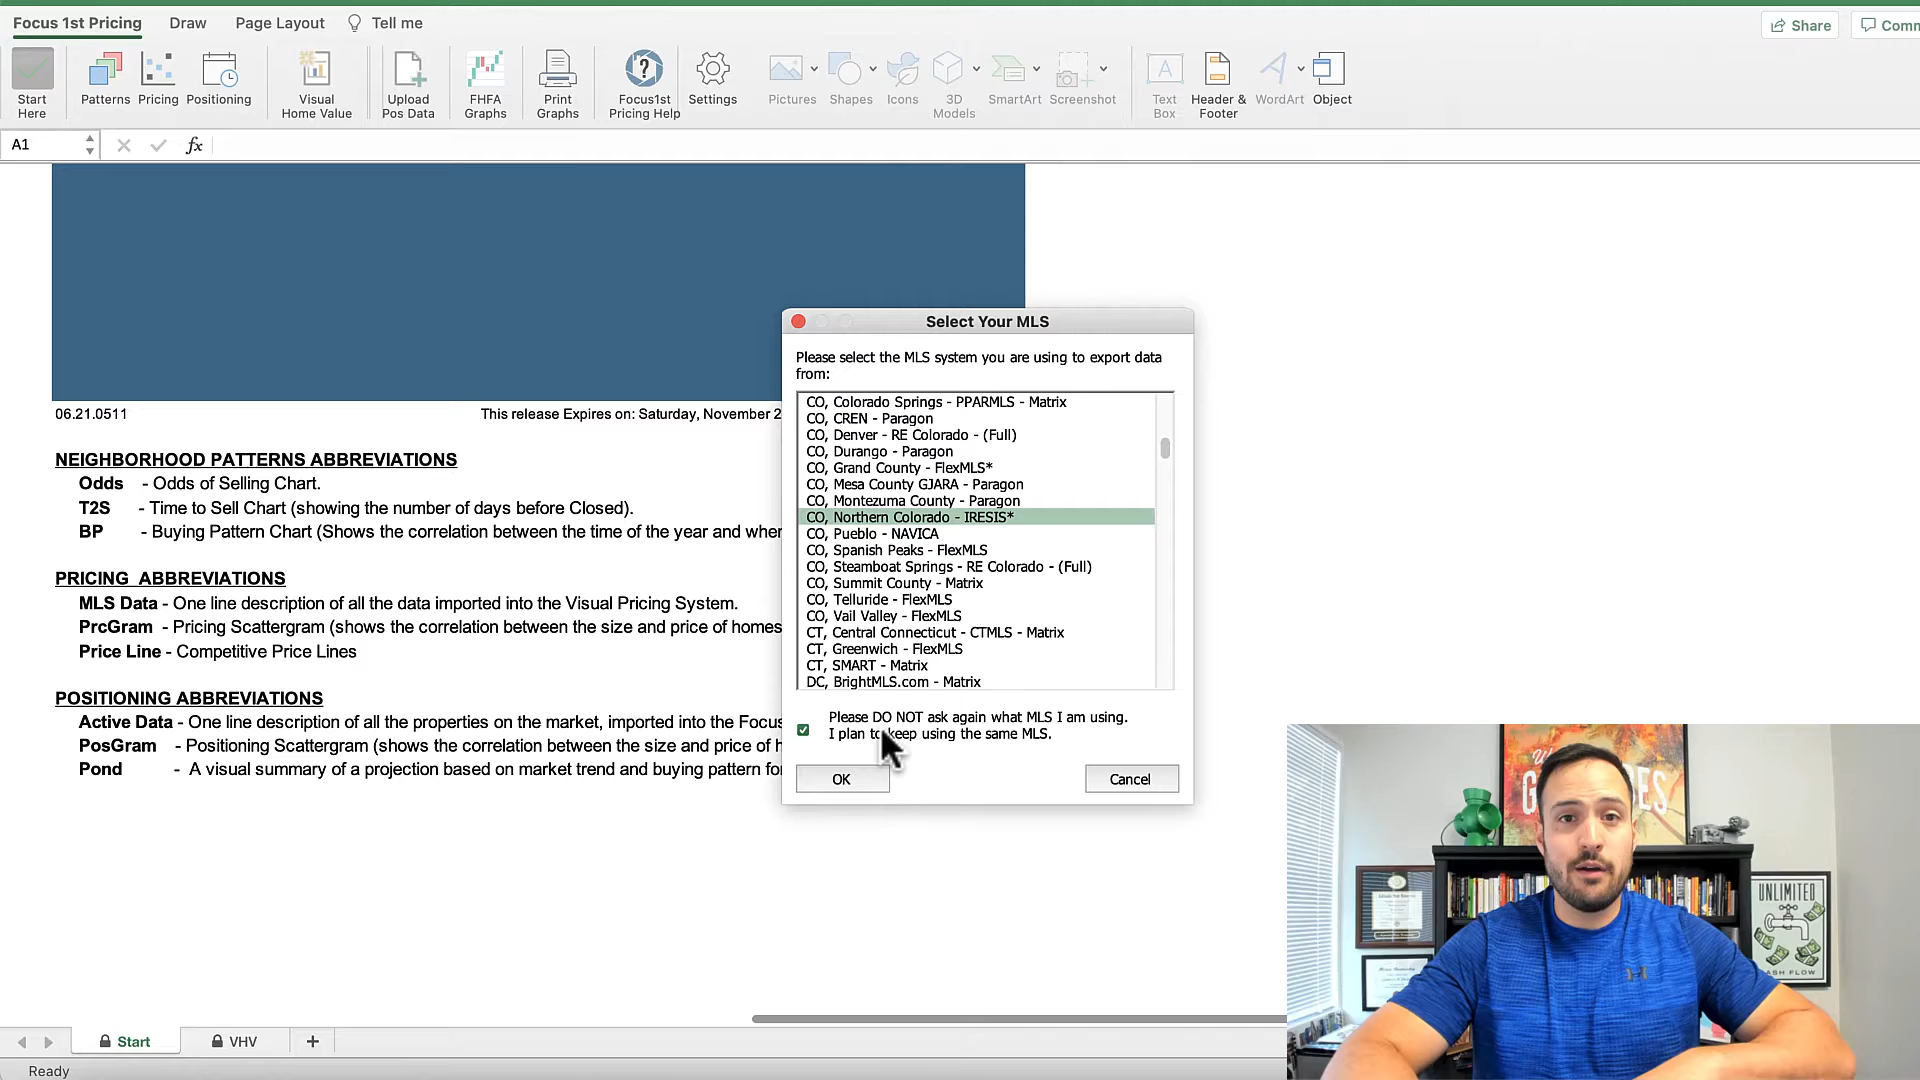 Focus 1st Pricing Draw Page Layout Tell me Share Comm
Start Here
Patterns
Pricing
Positioning
Visual Home Value
Upload Pos Data
FHFA Graphs
Print Graphs
Focus1st Pricing Help
Settings
Pictures
Shapes
Icons
3D Models
SmartArt
Screenshot
Text Box
Header & Footer
WordArt
Object
A1 fx
06.21.0511 This release Expires on: Saturday, November 2
NEIGHBORHOOD PATTERNS ABBREVIATIONS
Odds - Odds of Selling Chart.
T2S - Time to Sell Chart (showing the number of days before Closed).
BP - Buying Pattern Chart (Shows the correlation between the time of the year and when
PRICING ABBREVIATIONS
MLS Data - One line description of all the data imported into the Visual Pricing System.
PrcGram - Pricing Scattergram (shows the correlation between the size and price of homes
Price Line - Competitive Price Lines
POSITIONING ABBREVIATIONS
Active Data - One line description of all the properties on the market, imported into the Focus
PosGram - Positioning Scattergram (shows the correlation between the size and price of h
Pond - A visual summary of a projection based on market trend and buying pattern for
Select Your MLS
Please select the MLS system you are using to export data
from:
CO, Colorado Springs - PPARMLS - Matrix
CO, CREN - Paragon
CO, Denver - RE Colorado - (Full)
CO, Durango - Paragon
CO, Grand County - FlexMLS*
CO, Mesa County GJARA - Paragon
CO, Montezuma County - Paragon
CO, Northern Colorado - IRESIS*
CO, Pueblo - NAVICA
CO, Spanish Peaks - FlexMLS
CO, Steamboat Springs - RE Colorado - (Full)
CO, Summit County - Matrix
CO, Telluride - FlexMLS
CO, Vail Valley - FlexMLS
CT, Central Connecticut - CTMLS - Matrix
CT, Greenwich - FlexMLS
CT, SMART - Matrix
DC, BrightMLS.com - Matrix
Please DO NOT ask again what MLS I am using.
I plan to keep using the same MLS.
OK Cancel
UNLIMITED
CASH FLOW
Start VHV +
Ready